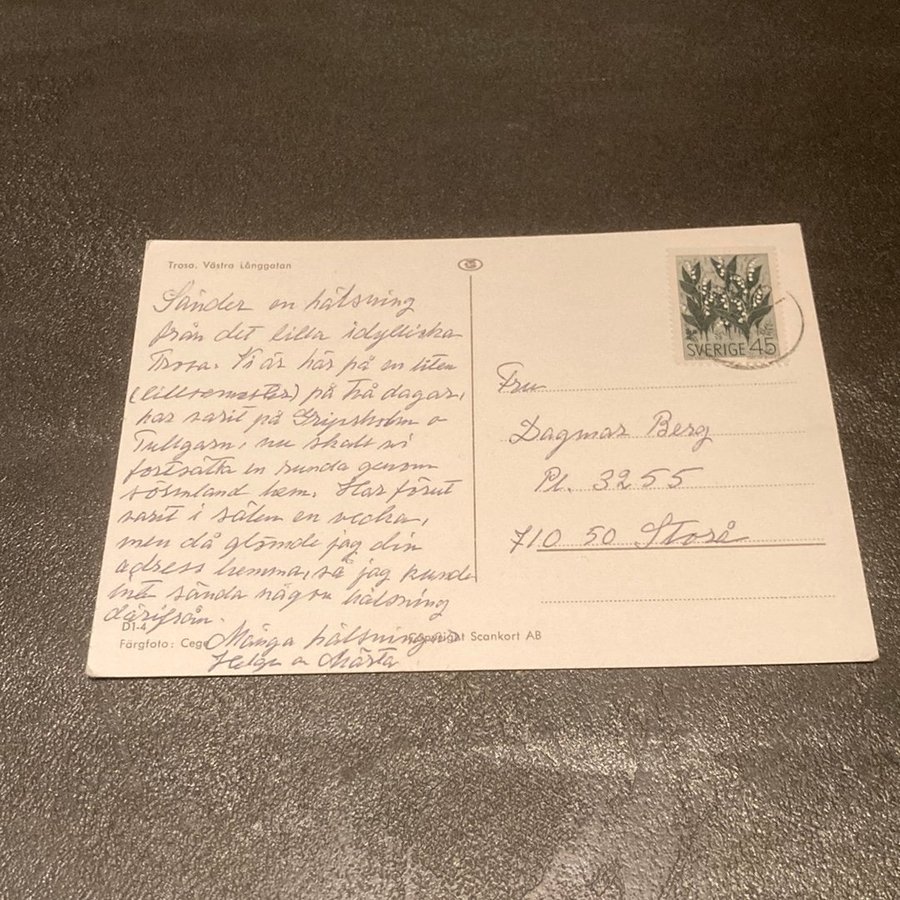 Trosa. Västra Långgatan
Sänder en hälsning
från det lilla idylliska
Trosa. Vi är här på en liten
(lillsemester) på två dagar,
har varit på Gripsholm o
Tullgarn, nu skall vi
fortsätta en runda genom
sörmland hem. Har förut
varit i sälen en vecka,
men då glömde jag din
adress hemma, så jag kunde
inte sända någon hälsning
därifrån.
Många hälsningar
Helge o Märta
D1-4
Färgfoto: Cege
Copyright Scankort AB
SVERIGE 45
Fru
Dagmar Berg
Pl. 3255
710 50 Storå